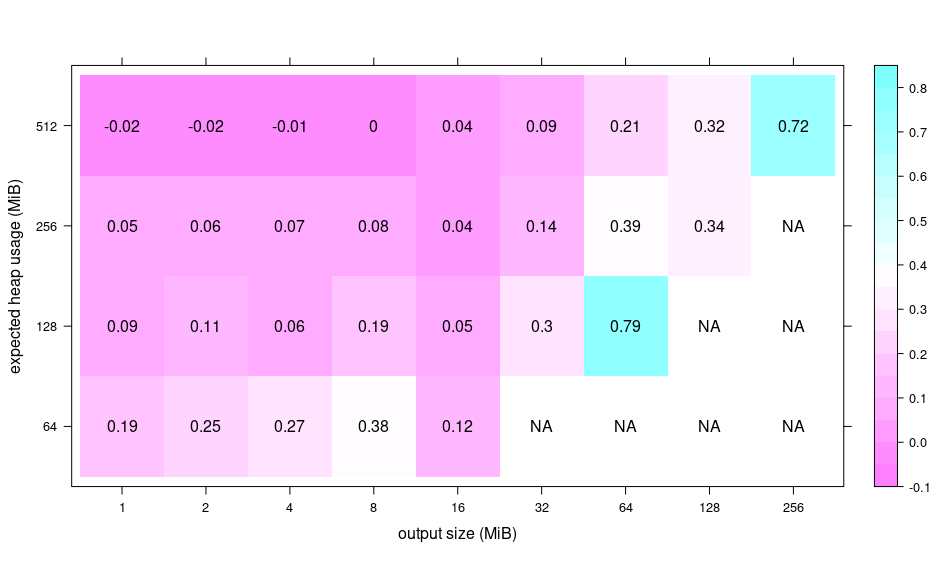 512 -0.02 -0.02 -0.01 0 0.04 0.09 0.21 0.32 0.72
256 0.05 0.06 0.07 0.08 0.04 0.14 0.39 0.34 NA
128 0.09 0.11 0.06 0.19 0.05 0.3 0.79 NA NA
64 0.19 0.25 0.27 0.38 0.12 NA NA NA NA
1 2 4 8 16 32 64 128 256
output size (MiB)
expected heap usage (MiB)
0.8
0.7
0.6
0.5
0.4
0.3
0.2
0.1
0.0
-0.1